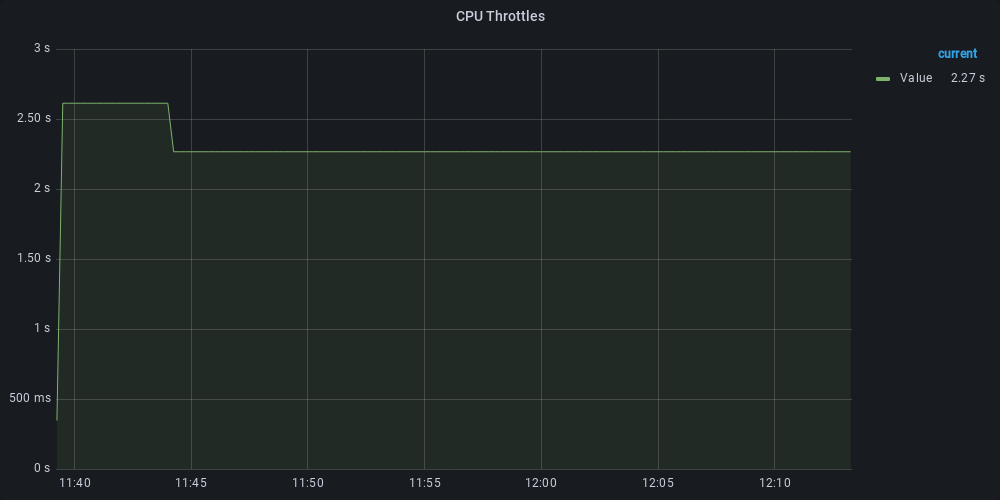 CPU Throttles
3 s
2.50 s
2 s
1.50 s
1 s
500 ms
0 s
11:40 11:45 11:50 11:55 12:00 12:05 12:10
current
Value 2.27 s